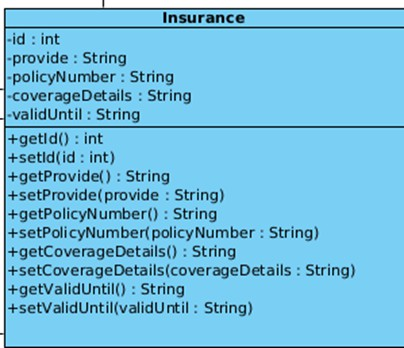 Insurance
-id : int
-provide : String
-policyNumber : String
-coverageDetails : String
-validUntil : String
+getId() : int
+setId(id : int)
+getProvide() : String
+setProvide(provide : String)
+getPolicyNumber() : String
+setPolicyNumber(policyNumber : String)
+getCoverageDetails() : String
+setCoverageDetails(coverageDetails : String)
+getValidUntil() : String
+setValidUntil(validUntil : String)